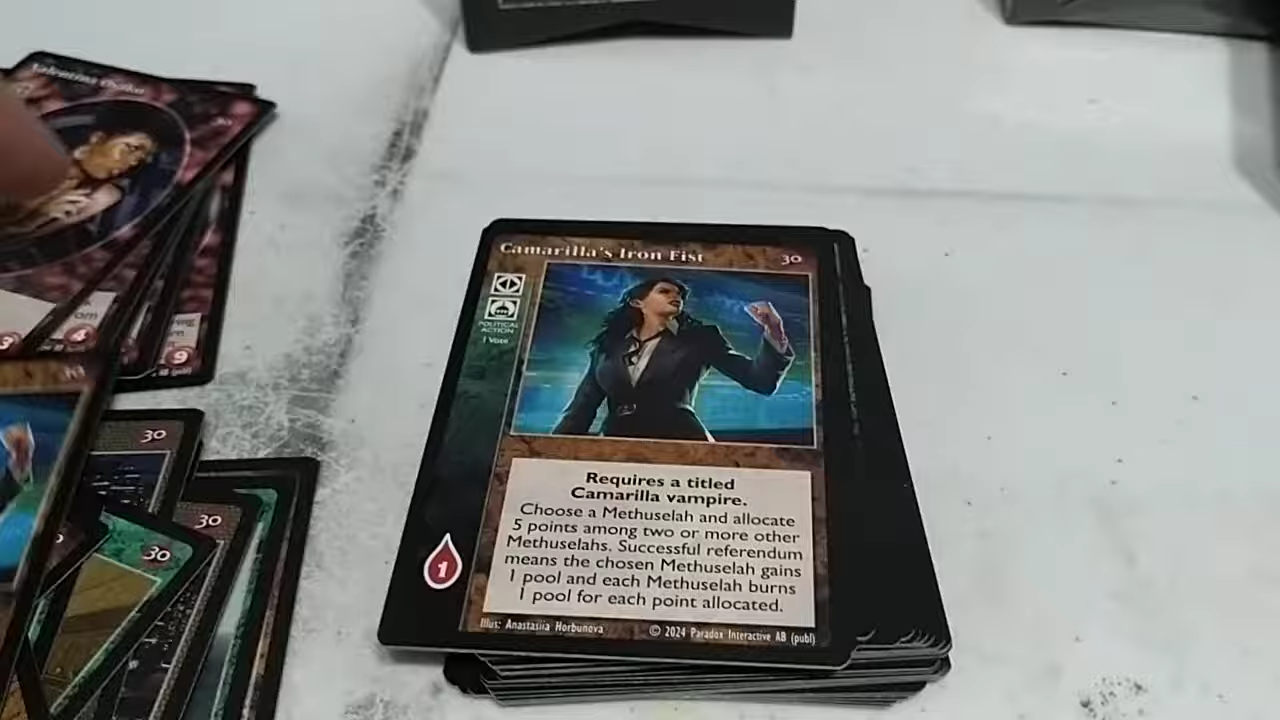 Camarilla's Iron Fist
30
POLITICAL
ACTION
1 Vote
Requires a titled
Camarilla vampire.
Choose a Methuselah and allocate
5 points among two or more other
Methuselahs. Successful referendum
means the chosen Methuselah gains
1 pool and each Methuselah burns
1 pool for each point allocated.
1
Illus: Anastasiia Horbunova
© 2024 Paradox Interactive AB (publ)
4
9
30
30
30